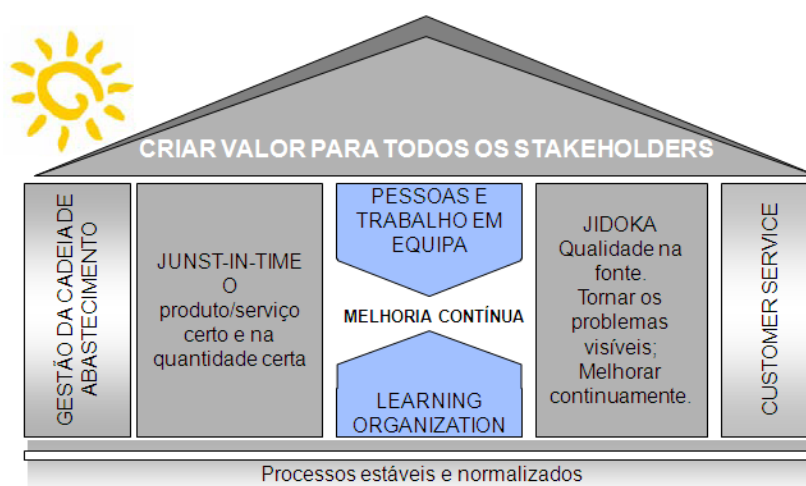 CRIAR VALOR PARA TODOS OS STAKEHOLDERS
GESTÃO DA CADEIA DE
ABASTECIMENTO
JUNST-IN-TIME
O
produto/serviço
certo e na
quantidade certa
PESSOAS E
TRABALHO EM
EQUIPA
MELHORIA CONTÍNUA
LEARNING
ORGANIZATION
JIDOKA
Qualidade na
fonte.
Tornar os
problemas
visíveis;
Melhorar
continuamente.
CUSTOMER SERVICE
Processos estáveis e normalizados